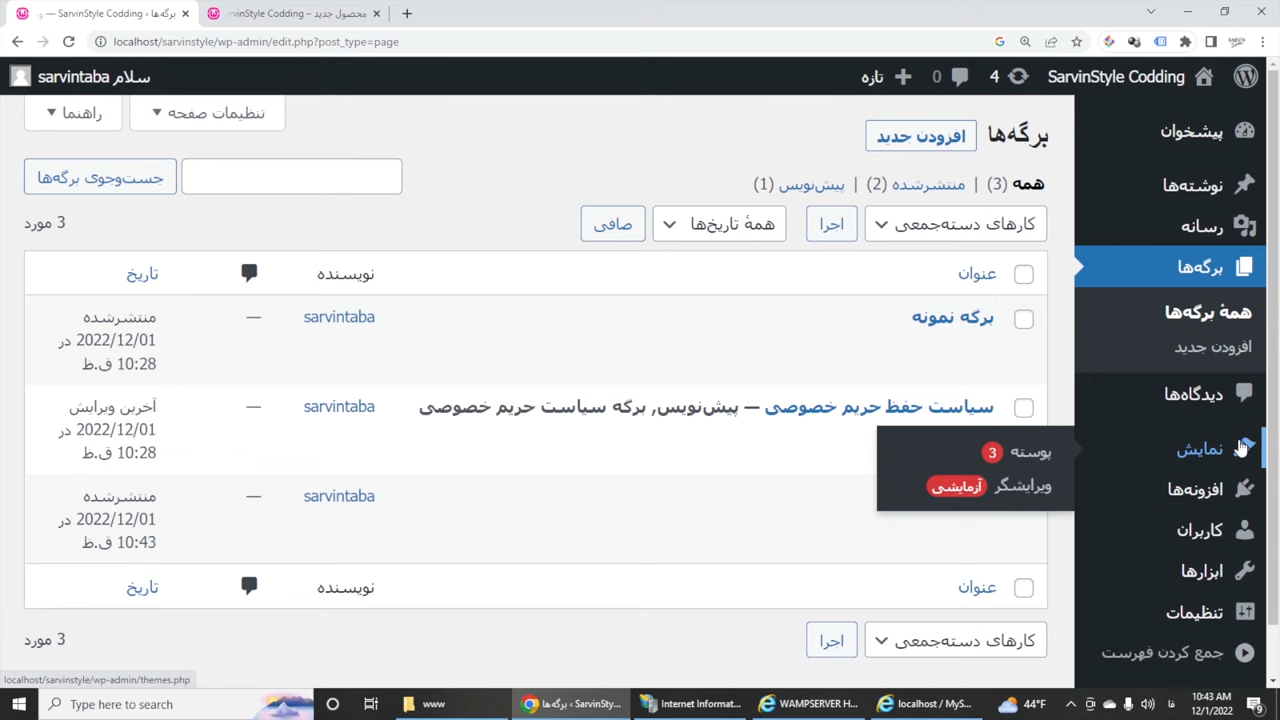 برگه‌ها ‹ SarvinStyle Codding —
محصول جدید – SarvinStyle Codding
localhost/sarvinstyle/wp-admin/edit.php?post_type=page
SarvinStyle Codding
4
0
تازه
سلام sarvintaba
پیشخوان
نوشته‌ها
رسانه
برگه‌ها
همهٔ برگه‌ها
افزودن جدید
دیدگاه‌ها
نمایش
افزونه‌ها
کاربران
ابزارها
تنظیمات
جمع کردن فهرست
پوسته 3
ویرایشگر آزمایشی
تنظیمات صفحه
راهنما
برگه‌ها
افزودن جدید
همه (3) | منتشرشده (2) | پیش‌نویس (1)
جست‌وجوی برگه‌ها
کارهای دسته‌جمعی
اجرا
همهٔ تاریخ‌ها
صافی
3 مورد
عنوان
نویسنده
تاریخ
برگه نمونه
sarvintaba
—
منتشرشده
2022/12/01 در
10:28 ق.ظ
سیاست حفظ حریم خصوصی — پیش‌نویس, برگه سیاست حریم خصوصی
sarvintaba
—
آخرین ویرایش
2022/12/01 در
10:28 ق.ظ
sarvintaba
—
منتشرشده
2022/12/01 در
10:43 ق.ظ
عنوان
نویسنده
تاریخ
کارهای دسته‌جمعی
اجرا
3 مورد
localhost/sarvinstyle/wp-admin/themes.php
Type here to search
www
برگه‌ها ‹ SarvinSty...
Internet Informat...
WAMPSERVER H...
localhost / MyS...
44°F
فا
10:43 AM
12/1/2022
9